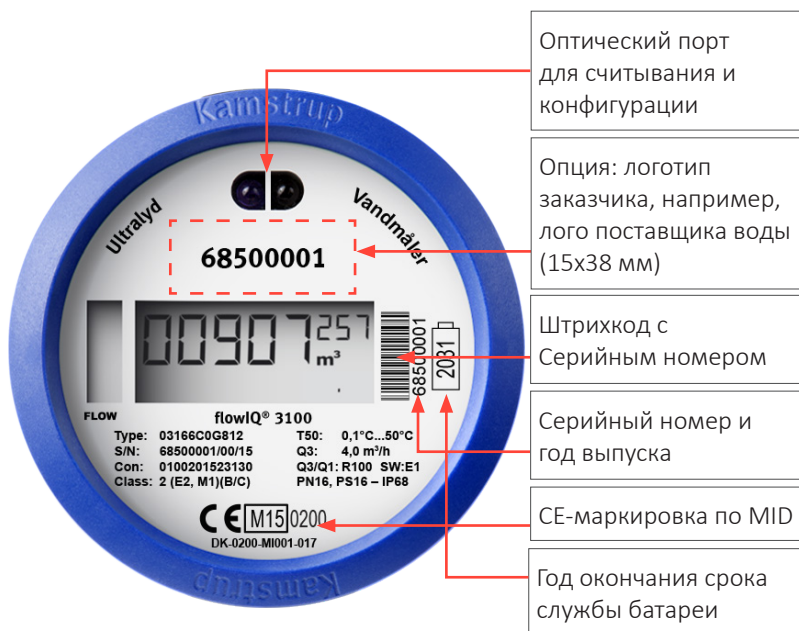 Оптический порт
для считывания и
конфигурации
Kamstrup
Опция: логотип
заказчика, например,
лого поставщика воды
(15x38 мм)
Ultralyd
Vandmåler
68500001
00907257
m³
68500001
2031
Штрихкод с
Серийным номером
FLOW
flowIQ® 3100
Type: 03166C0G812 T50: 0,1°C...50°C
S/N: 68500001/00/15 Q3: 4,0 m³/h
Con: 0100201523130 Q3/Q1: R100 SW:E1
Class: 2 (E2, M1)(B/C) PN16, PS16 – IP68
Серийный номер и
год выпуска
CE M15 0200
DK-0200-MI001-017
CE-маркировка по MID
Kamstrup
Год окончания срока
службы батареи